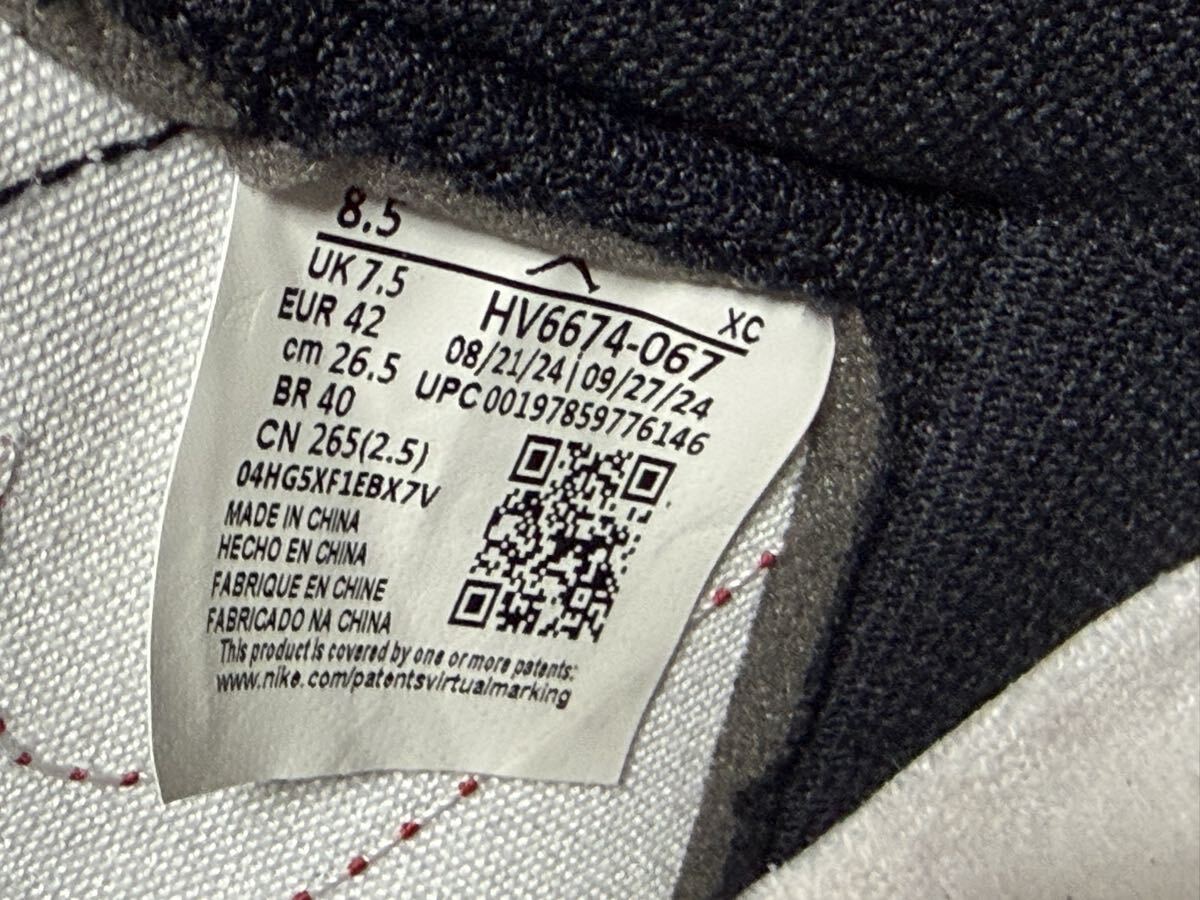 8.5
XC
UK 7.5
EUR 42
cm 26.5
BR 40
CN 265(2.5)
04HG5XF1EBX7V
HV6674-067
08/21/24|09/27/24
UPC 00197859776146
MADE IN CHINA
HECHO EN CHINA
FABRIQUE EN CHINE
FABRICADO NA CHINA
This product is covered by one or more patents:
www.nike.com/patentsvirtualmarking